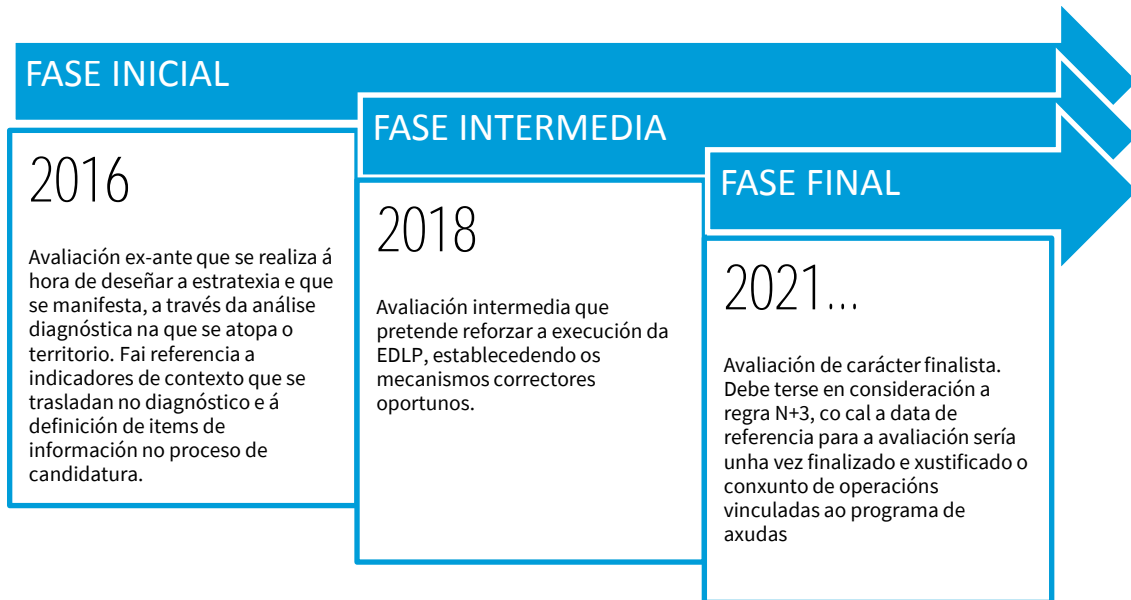 FASE INICIAL
2016
Avaliación ex-ante que se realiza á
hora de deseñar a estratexia e que
se manifesta, a través da análise
diagnóstica na que se atopa o
territorio. Fai referencia a
indicadores de contexto que se
trasladan no diagnóstico e á
definición de items de
información no proceso de
candidatura.
FASE INTERMEDIA
2018
Avaliación intermedia que
pretende reforzar a execución da
EDLP, establecedendo os
mecanismos correctores
oportunos.
FASE FINAL
2021...
Avaliación de carácter finalista.
Debe terse en consideración a
regra N+3, co cal a data de
referencia para a avaliación sería
unha vez finalizado e xustificado o
conxunto de operacións
vinculadas ao programa de
axudas